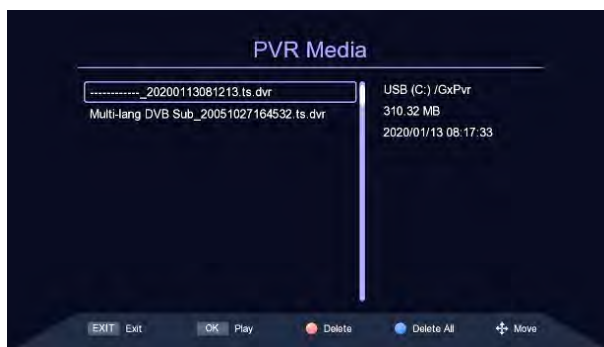 PVR Media
------------_20200113081213.ts.dvr
Multi-lang DVB Sub_20051027164532.ts.dvr
USB (C:) /GxPvr
310.32 MB
2020/01/13 08:17:33
EXIT Exit OK Play Delete Delete All Move